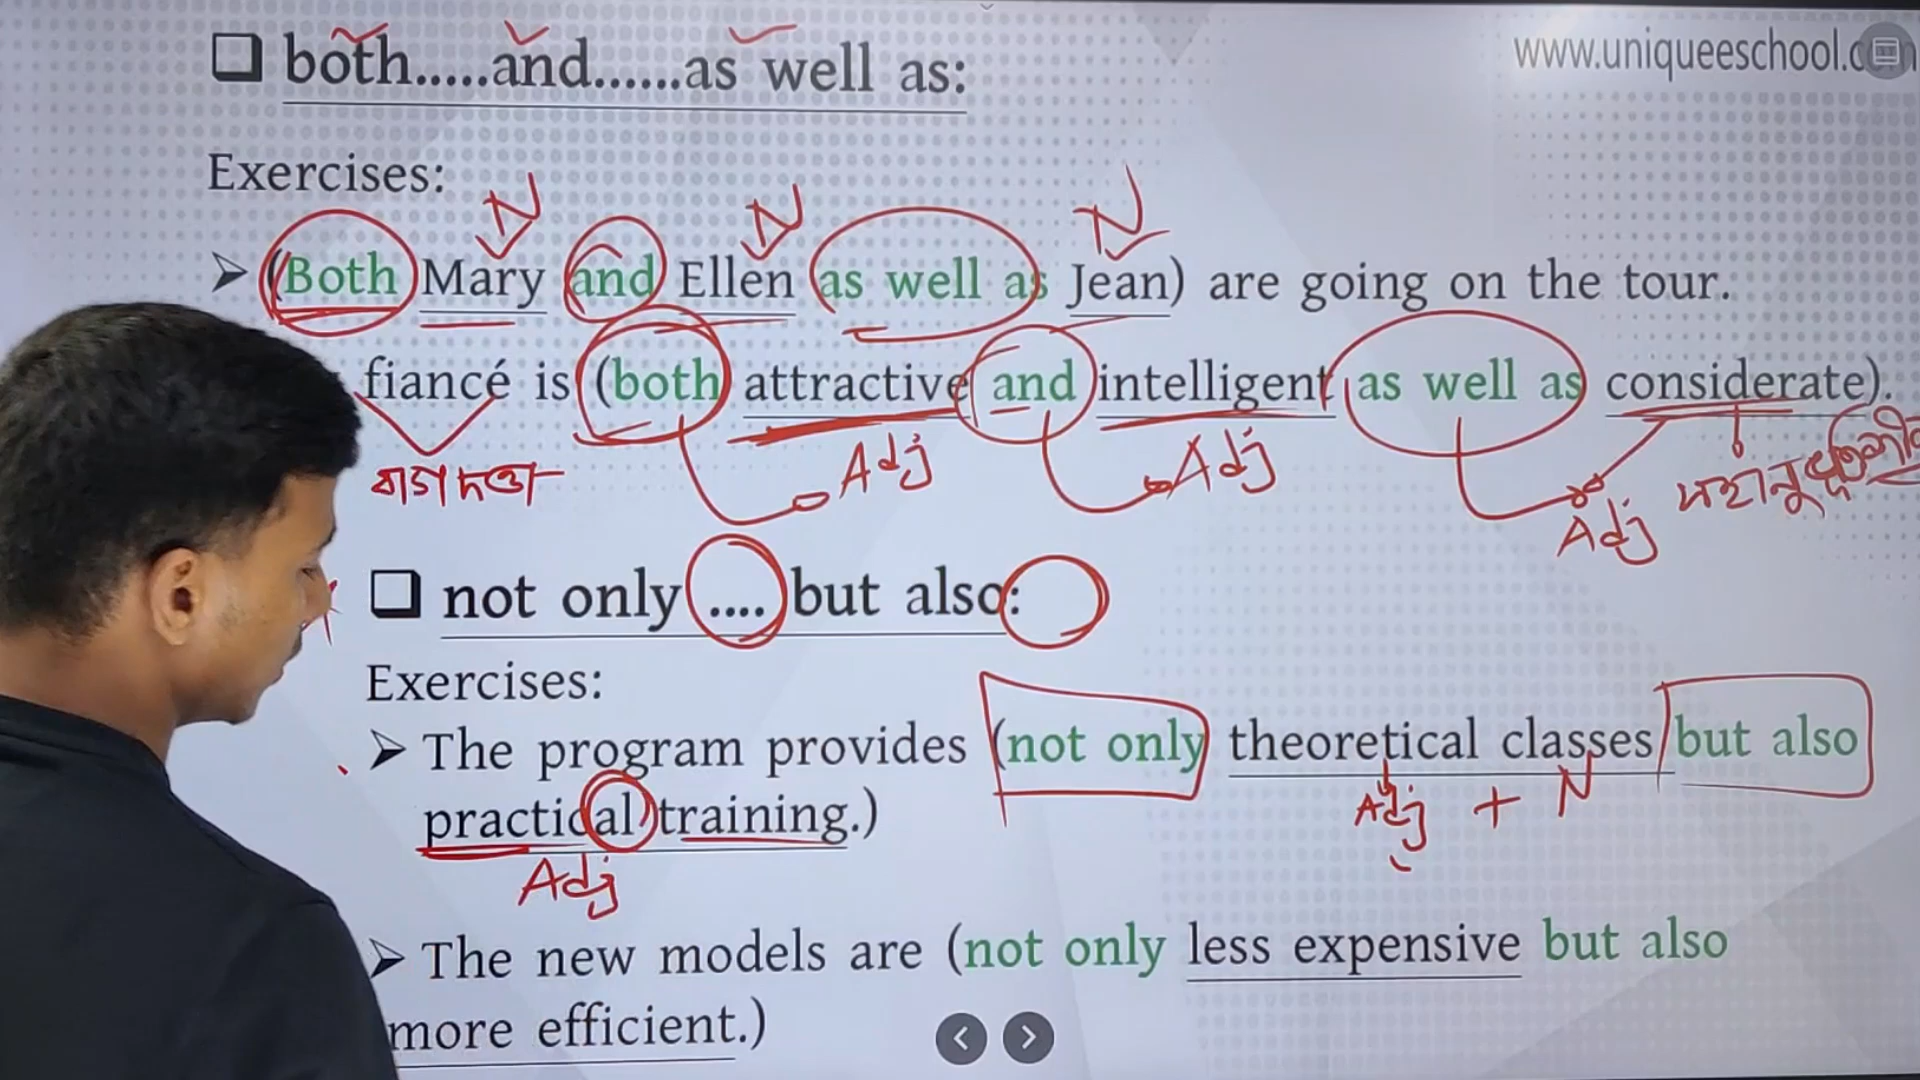 both.....and......as well as:
www.uniqueeschool.c
Exercises:
N N N
(Both Mary and Ellen as well as Jean) are going on the tour.
fiancé is (both attractive and intelligent as well as considerate).
বাগদত্তা Adj Adj Adj
not only .... but also:
Exercises:
The program provides (not only theoretical classes but also
Adj + N
practical training.)
Adj
The new models are (not only less expensive but also
more efficient.)